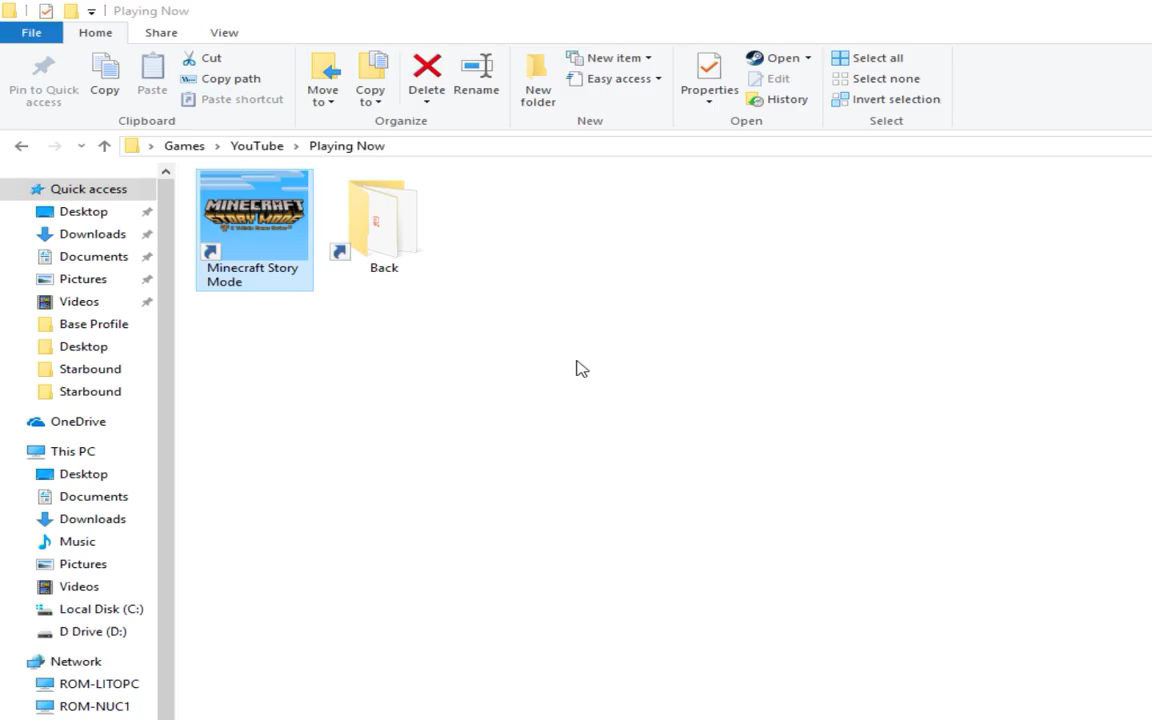 Playing Now
File Home Share View
Pin to Quick access
Copy
Paste
Cut
Copy path
Paste shortcut
Clipboard
Move to
Copy to
Delete
Rename
Organize
New folder
New item
Easy access
New
Properties
Open
Edit
History
Open
Select all
Select none
Invert selection
Select
Games › YouTube › Playing Now
Quick access
Desktop
Downloads
Documents
Pictures
Videos
Base Profile
Desktop
Starbound
Starbound
OneDrive
This PC
Desktop
Documents
Downloads
Music
Pictures
Videos
Local Disk (C:)
D Drive (D:)
Network
ROM-LITOPC
ROM-NUC1
MINECRAFT
STORY MODE
Minecraft Story
Mode
Back